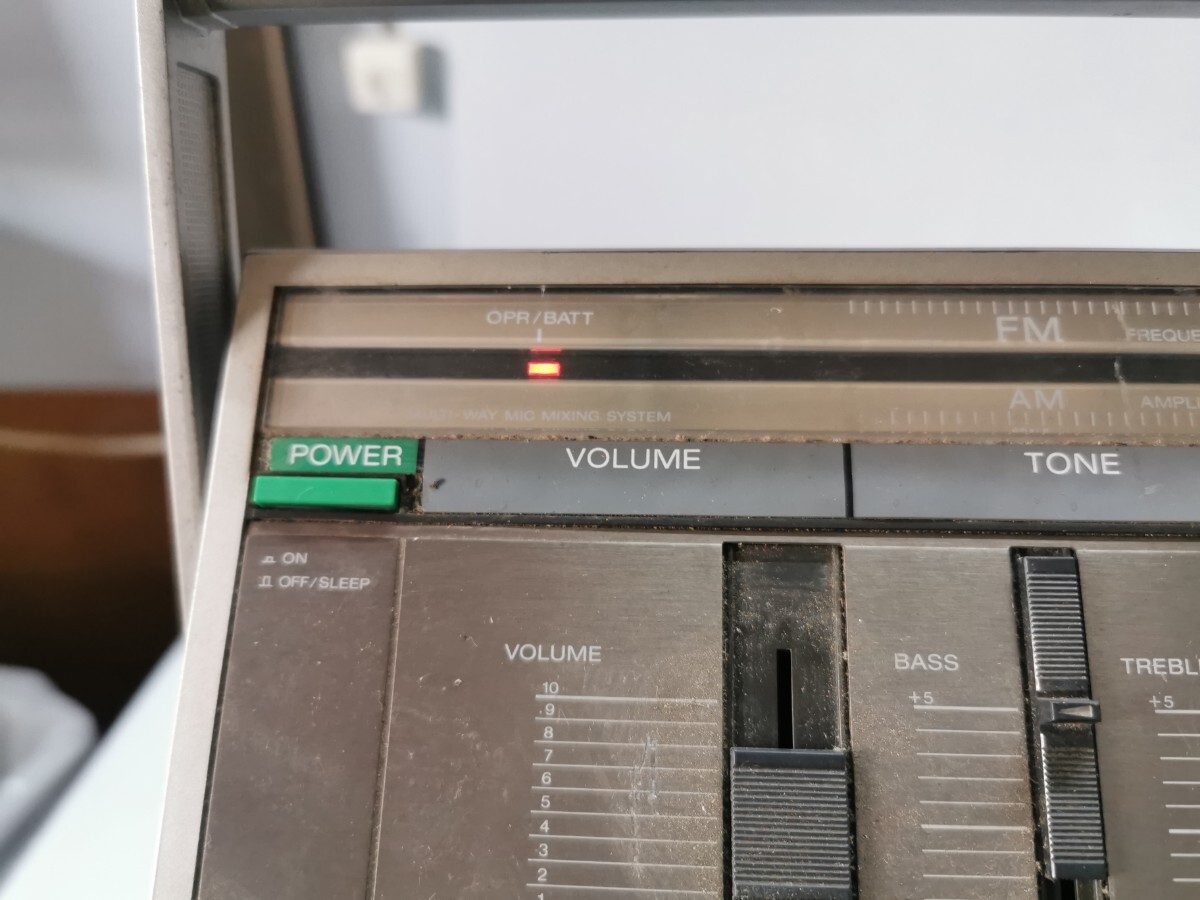 OPR/BATT
FM
FREQUE
AM
AMPLI
-WAY MIC MIXING SYSTEM
POWER
VOLUME
TONE
ON
OFF/SLEEP
VOLUME
10
9
8
7
6
5
4
3
2
1
BASS
+5
TREBL
+5